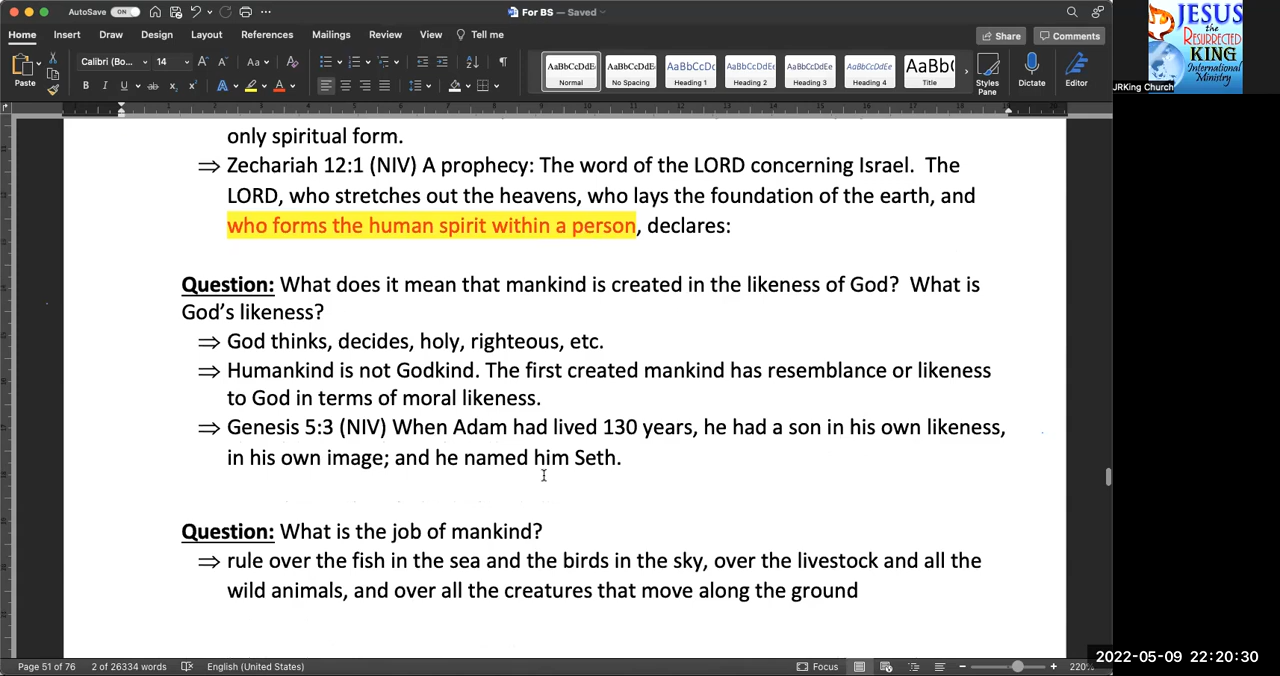 AutoSave ON For BS — Saved
Home Insert Draw Design Layout References Mailings Review View Tell me Share Comments
Paste Calibri (Bo... 14 Aa
AaBbCcDdE AaBbCcDdE AaBbCcDc AaBbCcDdEe AaBbCcDdE AaBbCcDdEe AaBb(
Normal No Spacing Heading 1 Heading 2 Heading 3 Heading 4 Title Styles Pane Dictate Editor
only spiritual form.
⇒ Zechariah 12:1 (NIV) A prophecy: The word of the LORD concerning Israel. The
LORD, who stretches out the heavens, who lays the foundation of the earth, and
who forms the human spirit within a person, declares:
Question: What does it mean that mankind is created in the likeness of God? What is
God's likeness?
⇒ God thinks, decides, holy, righteous, etc.
⇒ Humankind is not Godkind. The first created mankind has resemblance or likeness
to God in terms of moral likeness.
⇒ Genesis 5:3 (NIV) When Adam had lived 130 years, he had a son in his own likeness,
in his own image; and he named him Seth.
Question: What is the job of mankind?
⇒ rule over the fish in the sea and the birds in the sky, over the livestock and all the
wild animals, and over all the creatures that move along the ground
Page 51 of 76 2 of 26334 words English (United States) Focus 220%
JESUS
the
RESURRECTED
KING
International
Ministry
JRKing Church
2022-05-09 22:20:30